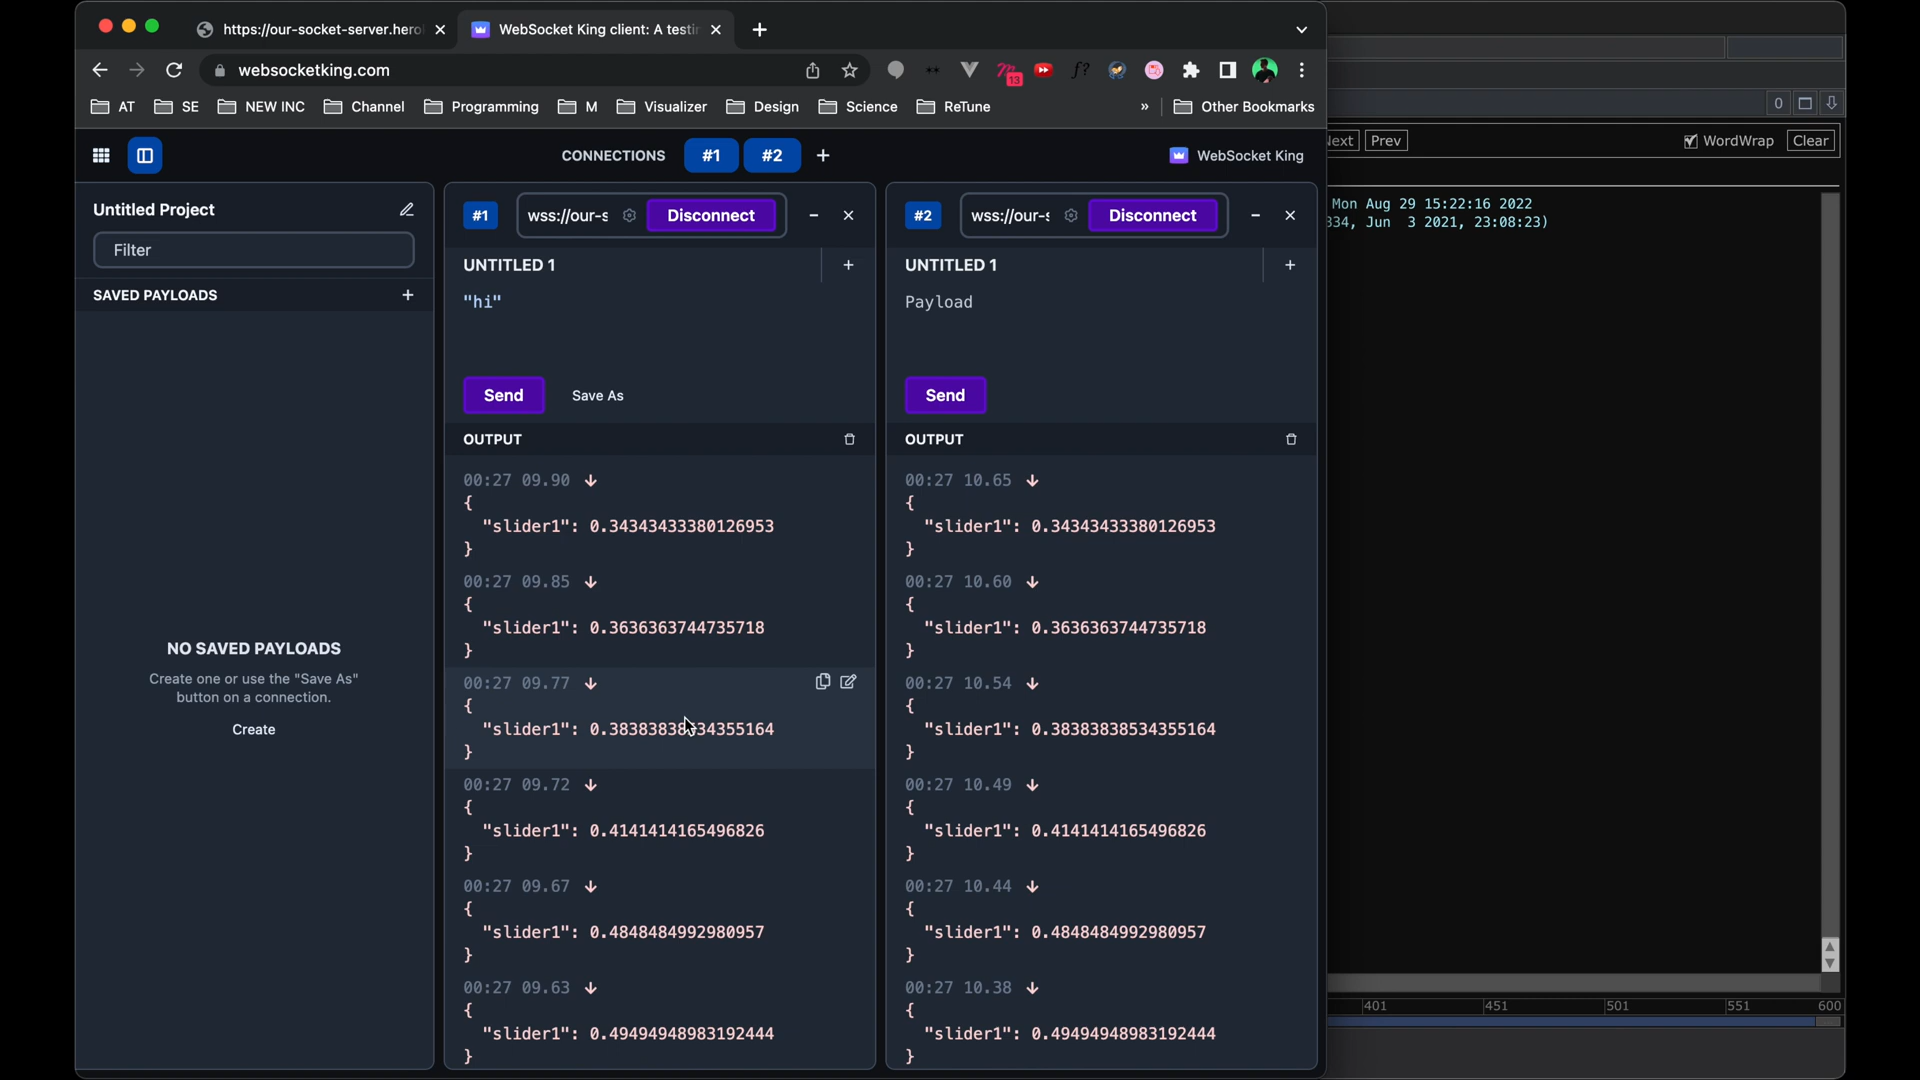 https://our-socket-server.hero
WebSocket King client: A testi
websocketking.com
13
f?
AT
SE
NEW INC
Channel
Programming
M
Visualizer
Design
Science
ReTune
»
Other Bookmarks
0
CONNECTIONS
#1
#2
WebSocket King
Prev
WordWrap
Clear
Untitled Project
Filter
SAVED PAYLOADS
NO SAVED PAYLOADS
Create one or use the "Save As"
button on a connection.
Create
#1
wss://our-s
Disconnect
UNTITLED 1
"hi"
Send
Save As
OUTPUT
00:27 09.90
{
"slider1": 0.34343433380126953
}
00:27 09.85
{
"slider1": 0.3636363744735718
}
00:27 09.77
{
"slider1": 0.38383838534355164
}
00:27 09.72
{
"slider1": 0.4141414165496826
}
00:27 09.67
{
"slider1": 0.4848484992980957
}
00:27 09.63
{
"slider1": 0.49494948983192444
}
#2
wss://our-s
Disconnect
UNTITLED 1
Payload
Send
OUTPUT
00:27 10.65
{
"slider1": 0.34343433380126953
}
00:27 10.60
{
"slider1": 0.3636363744735718
}
00:27 10.54
{
"slider1": 0.38383838534355164
}
00:27 10.49
{
"slider1": 0.4141414165496826
}
00:27 10.44
{
"slider1": 0.4848484992980957
}
00:27 10.38
{
"slider1": 0.49494948983192444
}
Mon Aug 29 15:22:16 2022
334, Jun 3 2021, 23:08:23)
401
451
501
551
600